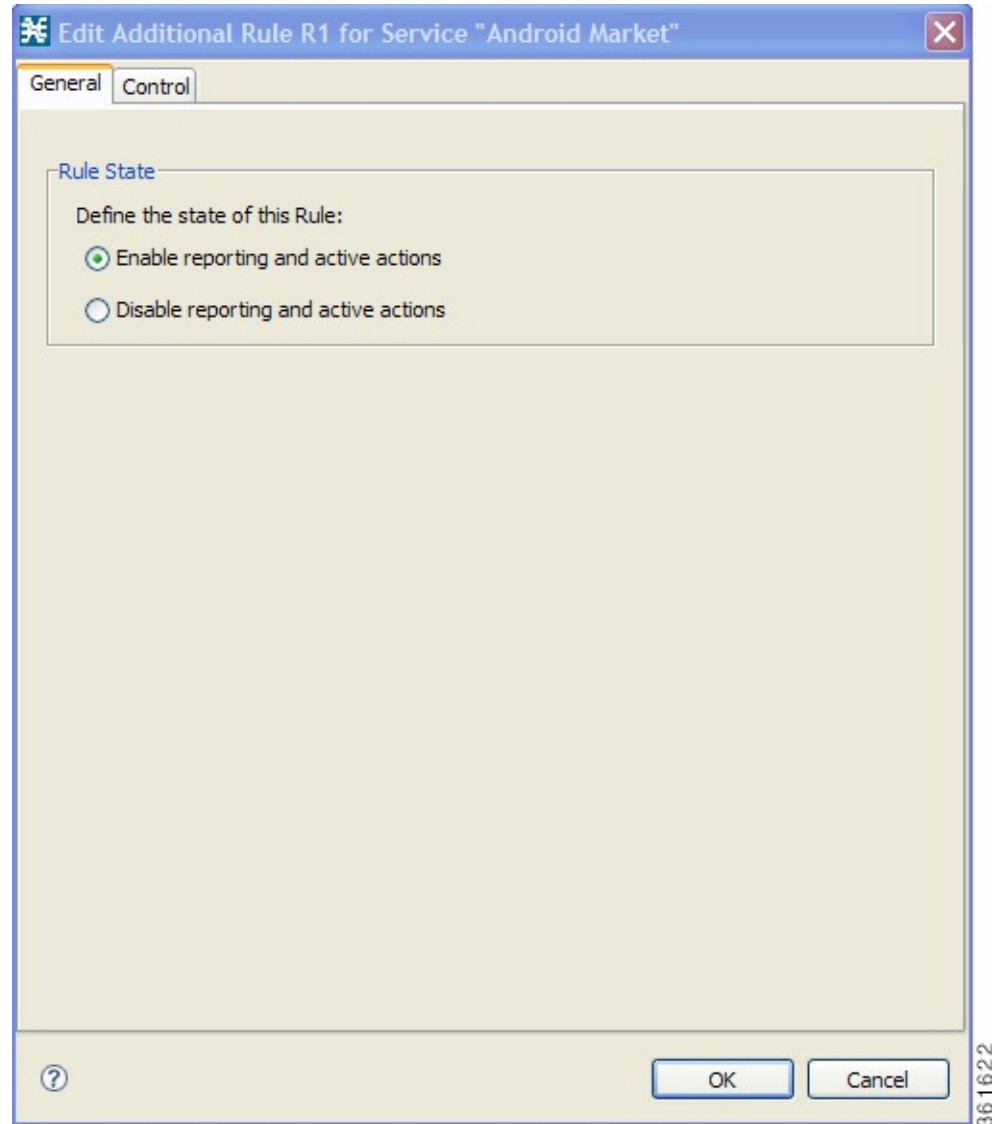 Edit Additional Rule R1 for Service "Android Market"
General Control
Rule State
Define the state of this Rule:
Enable reporting and active actions
Disable reporting and active actions
?
OK Cancel
361622